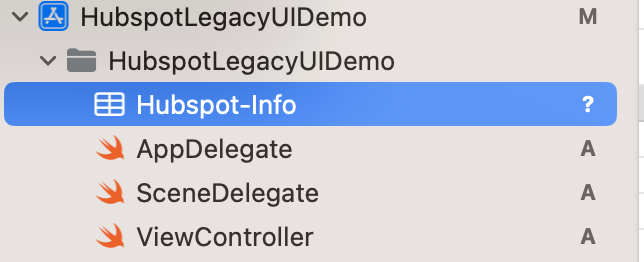 HubspotLegacyUIDemo M
HubspotLegacyUIDemo
Hubspot-Info ?
AppDelegate A
SceneDelegate A
ViewController A